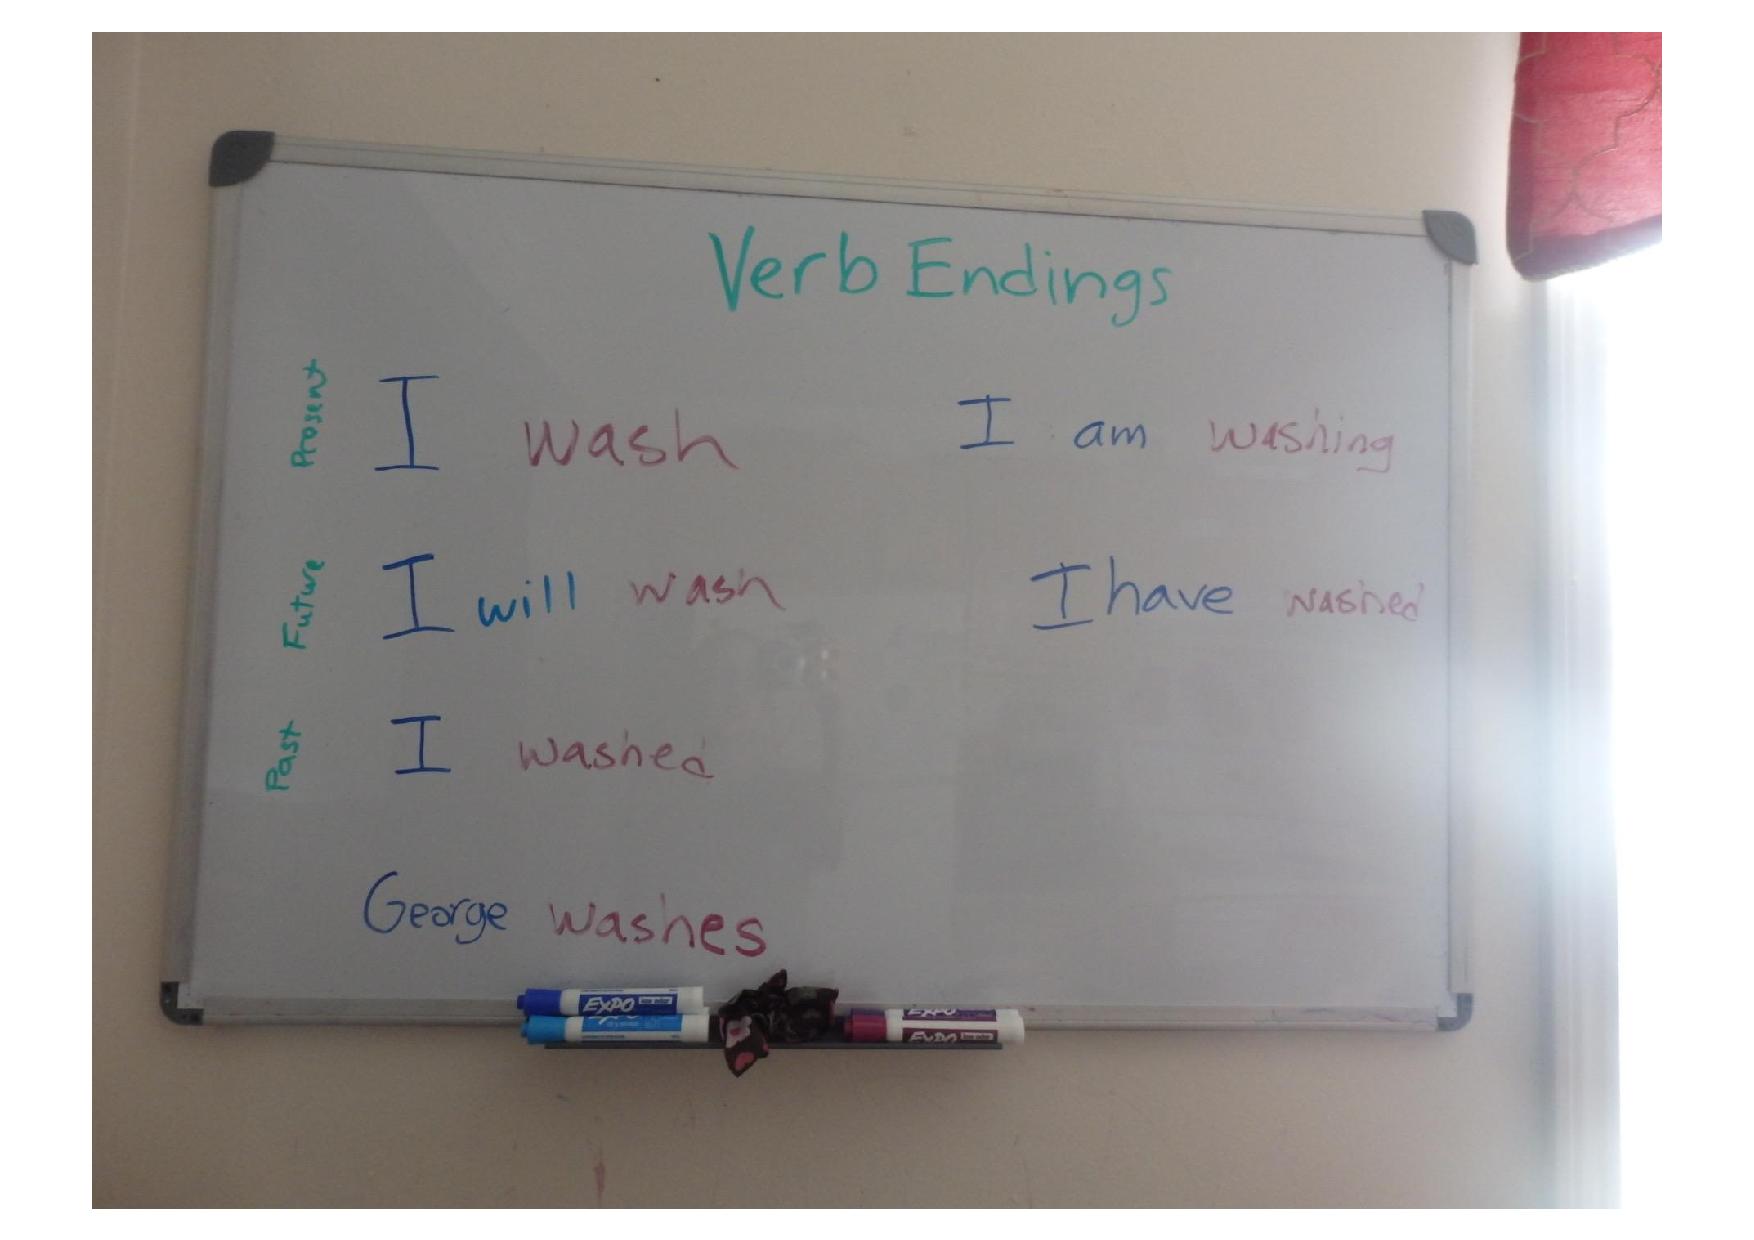 Verb Endings
Present I wash I am washing
Future I will wash I have washed
Past I washed
George washes
EXPO
EXPO
EXPO
EXPO